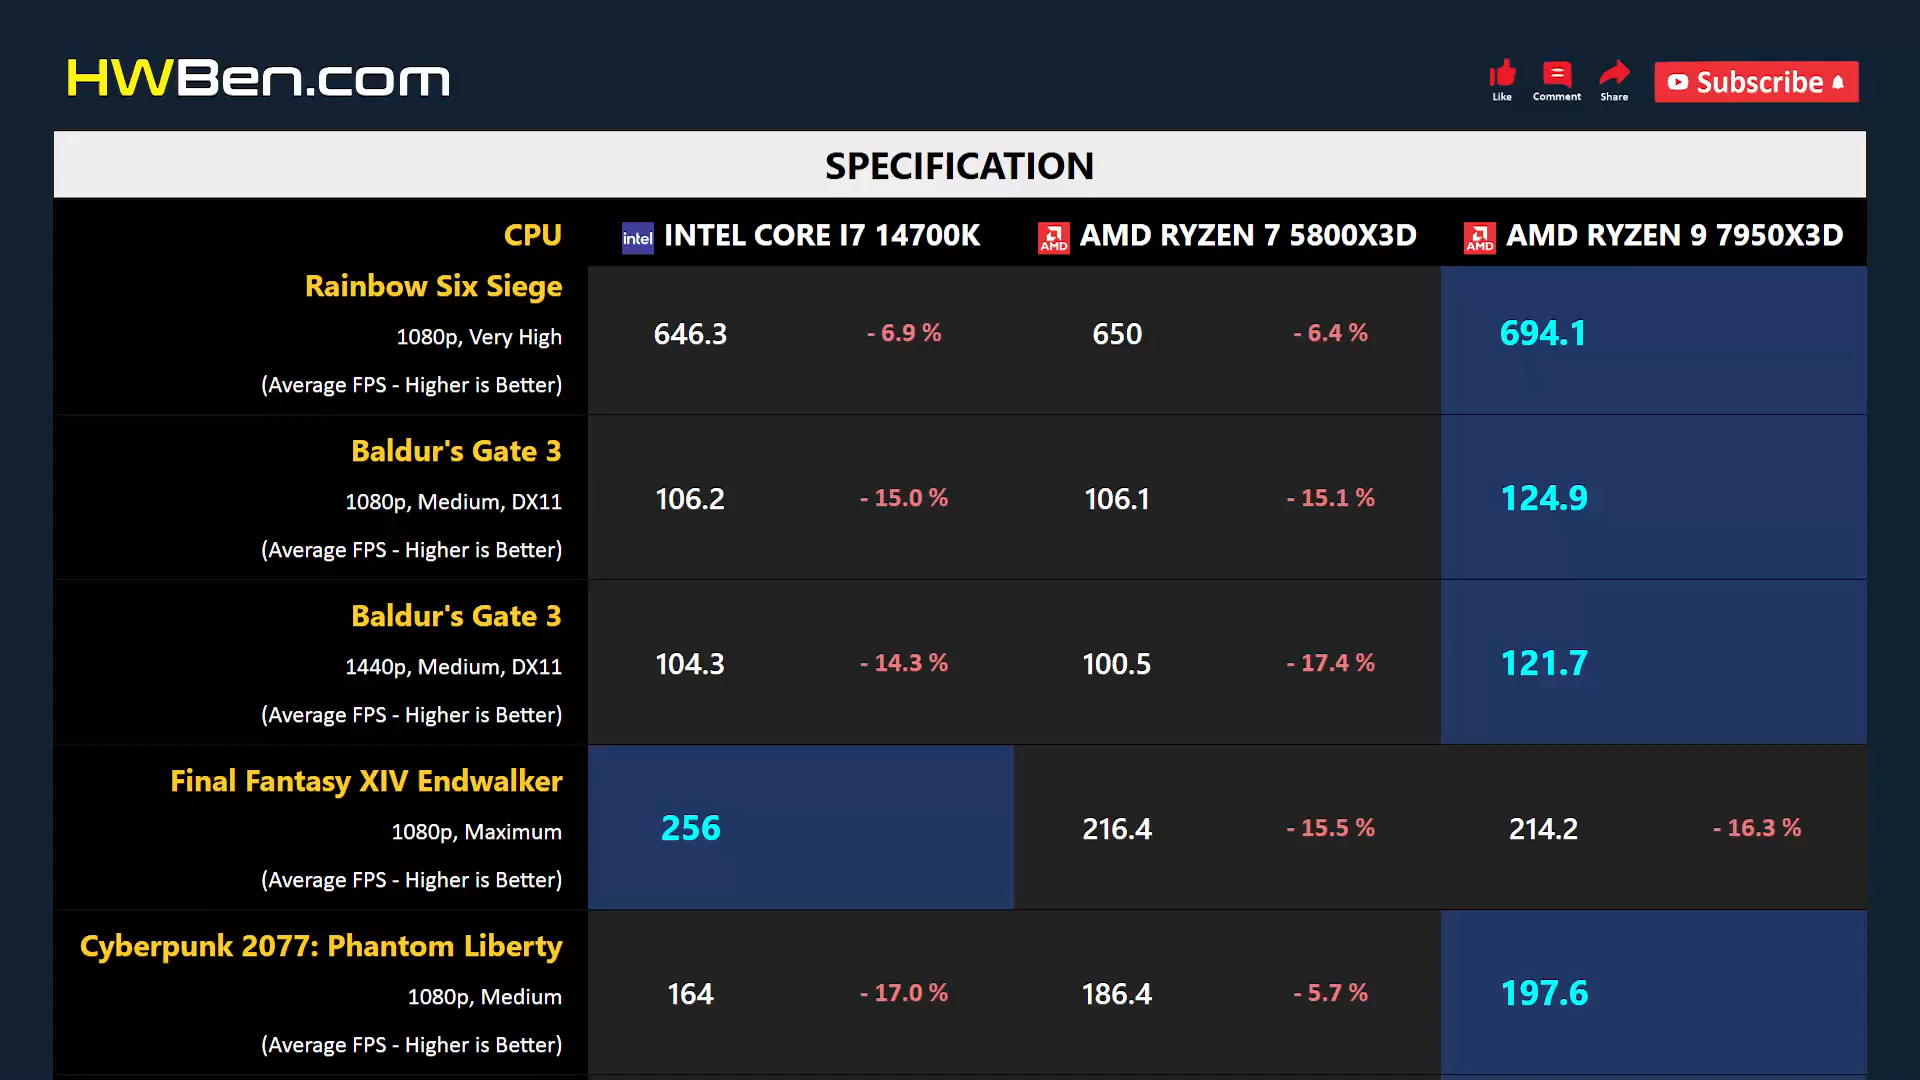 HWBen.com
Like
Comment
Share
Subscribe
SPECIFICATION
CPU
intel INTEL CORE I7 14700K
AMD AMD RYZEN 7 5800X3D
AMD AMD RYZEN 9 7950X3D
Rainbow Six Siege
1080p, Very High
(Average FPS - Higher is Better)
646.3 - 6.9 % 650 - 6.4 % 694.1
Baldur's Gate 3
1080p, Medium, DX11
(Average FPS - Higher is Better)
106.2 - 15.0 % 106.1 - 15.1 % 124.9
Baldur's Gate 3
1440p, Medium, DX11
(Average FPS - Higher is Better)
104.3 - 14.3 % 100.5 - 17.4 % 121.7
Final Fantasy XIV Endwalker
1080p, Maximum
(Average FPS - Higher is Better)
256 216.4 - 15.5 % 214.2 - 16.3 %
Cyberpunk 2077: Phantom Liberty
1080p, Medium
(Average FPS - Higher is Better)
164 - 17.0 % 186.4 - 5.7 % 197.6